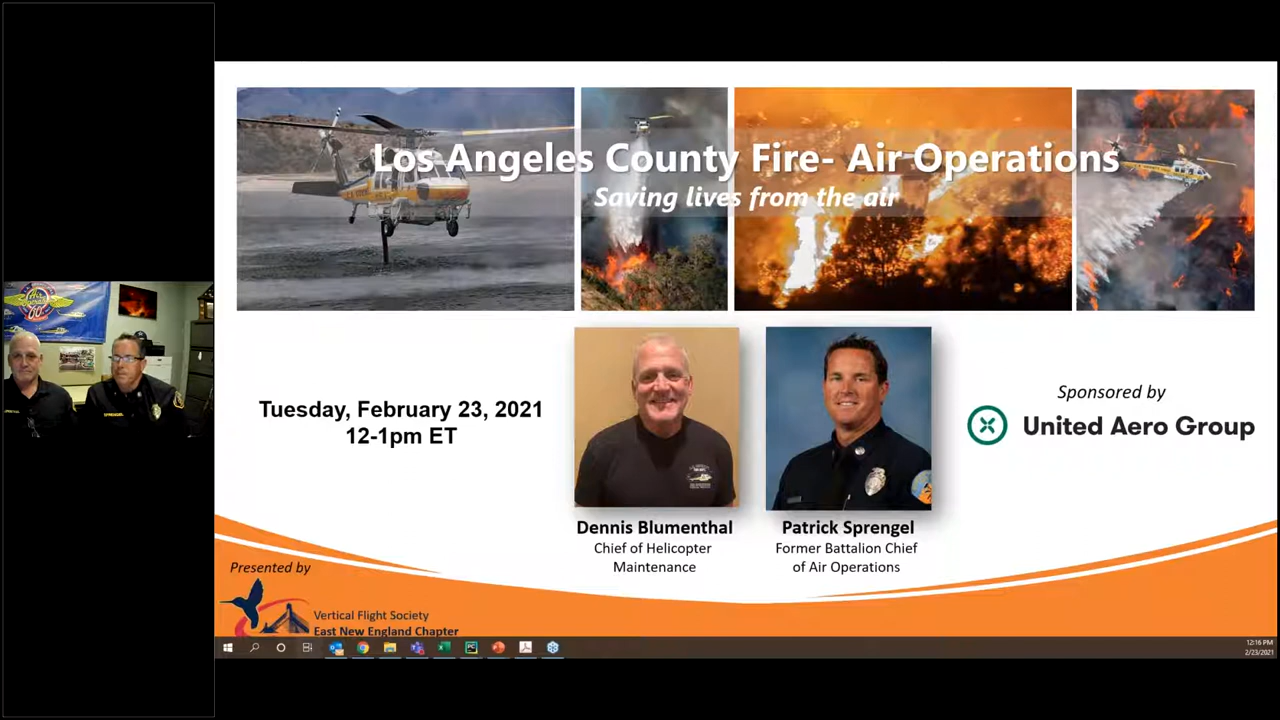 Los Angeles County Fire- Air Operations
Saving lives from the air
Tuesday, February 23, 2021
12-1pm ET
Dennis Blumenthal
Chief of Helicopter
Maintenance
Patrick Sprengel
Former Battalion Chief
of Air Operations
Sponsored by
United Aero Group
Presented by
Vertical Flight Society
East New England Chapter
12:16 PM
2/23/2021